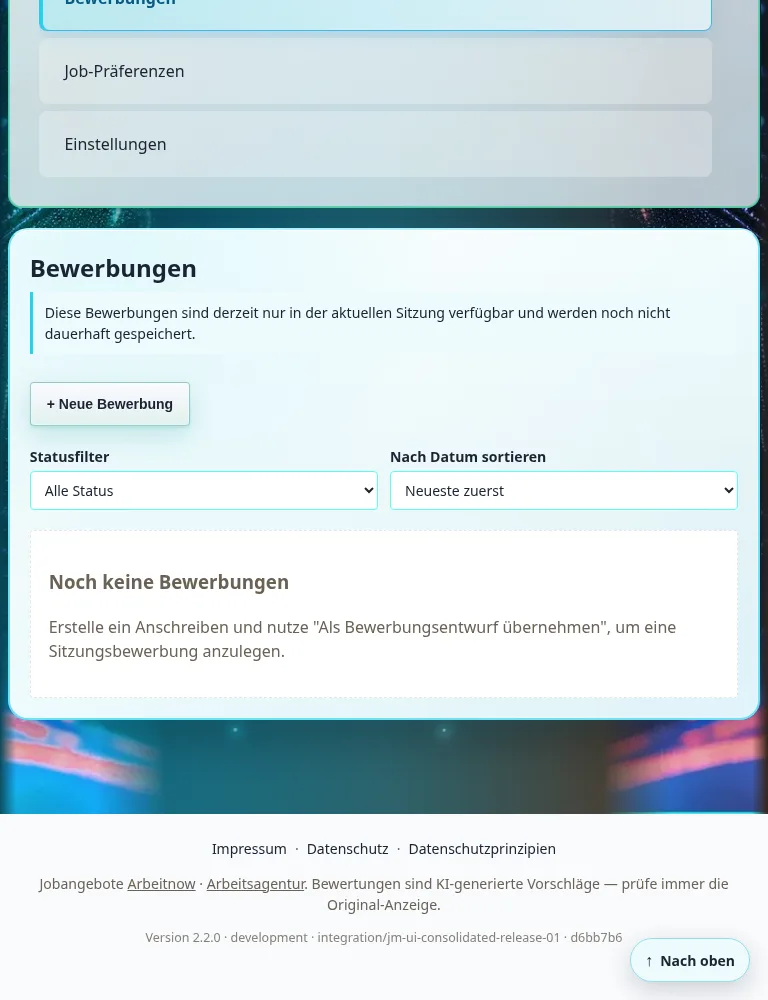 Bewerbungen
Job-Präferenzen
Einstellungen
Bewerbungen
Diese Bewerbungen sind derzeit nur in der aktuellen Sitzung verfügbar und werden noch nicht
dauerhaft gespeichert.
+ Neue Bewerbung
Statusfilter
Nach Datum sortieren
Alle Status
Neueste zuerst
Noch keine Bewerbungen
Erstelle ein Anschreiben und nutze "Als Bewerbungsentwurf übernehmen", um eine
Sitzungsbewerbung anzulegen.
Impressum · Datenschutz · Datenschutzprinzipien
Jobangebote Arbeitnow · Arbeitsagentur. Bewertungen sind KI-generierte Vorschläge — prüfe immer die
Original-Anzeige.
Version 2.2.0 · development · integration/jm-ui-consolidated-release-01 · d6bb7b6
↑ Nach oben